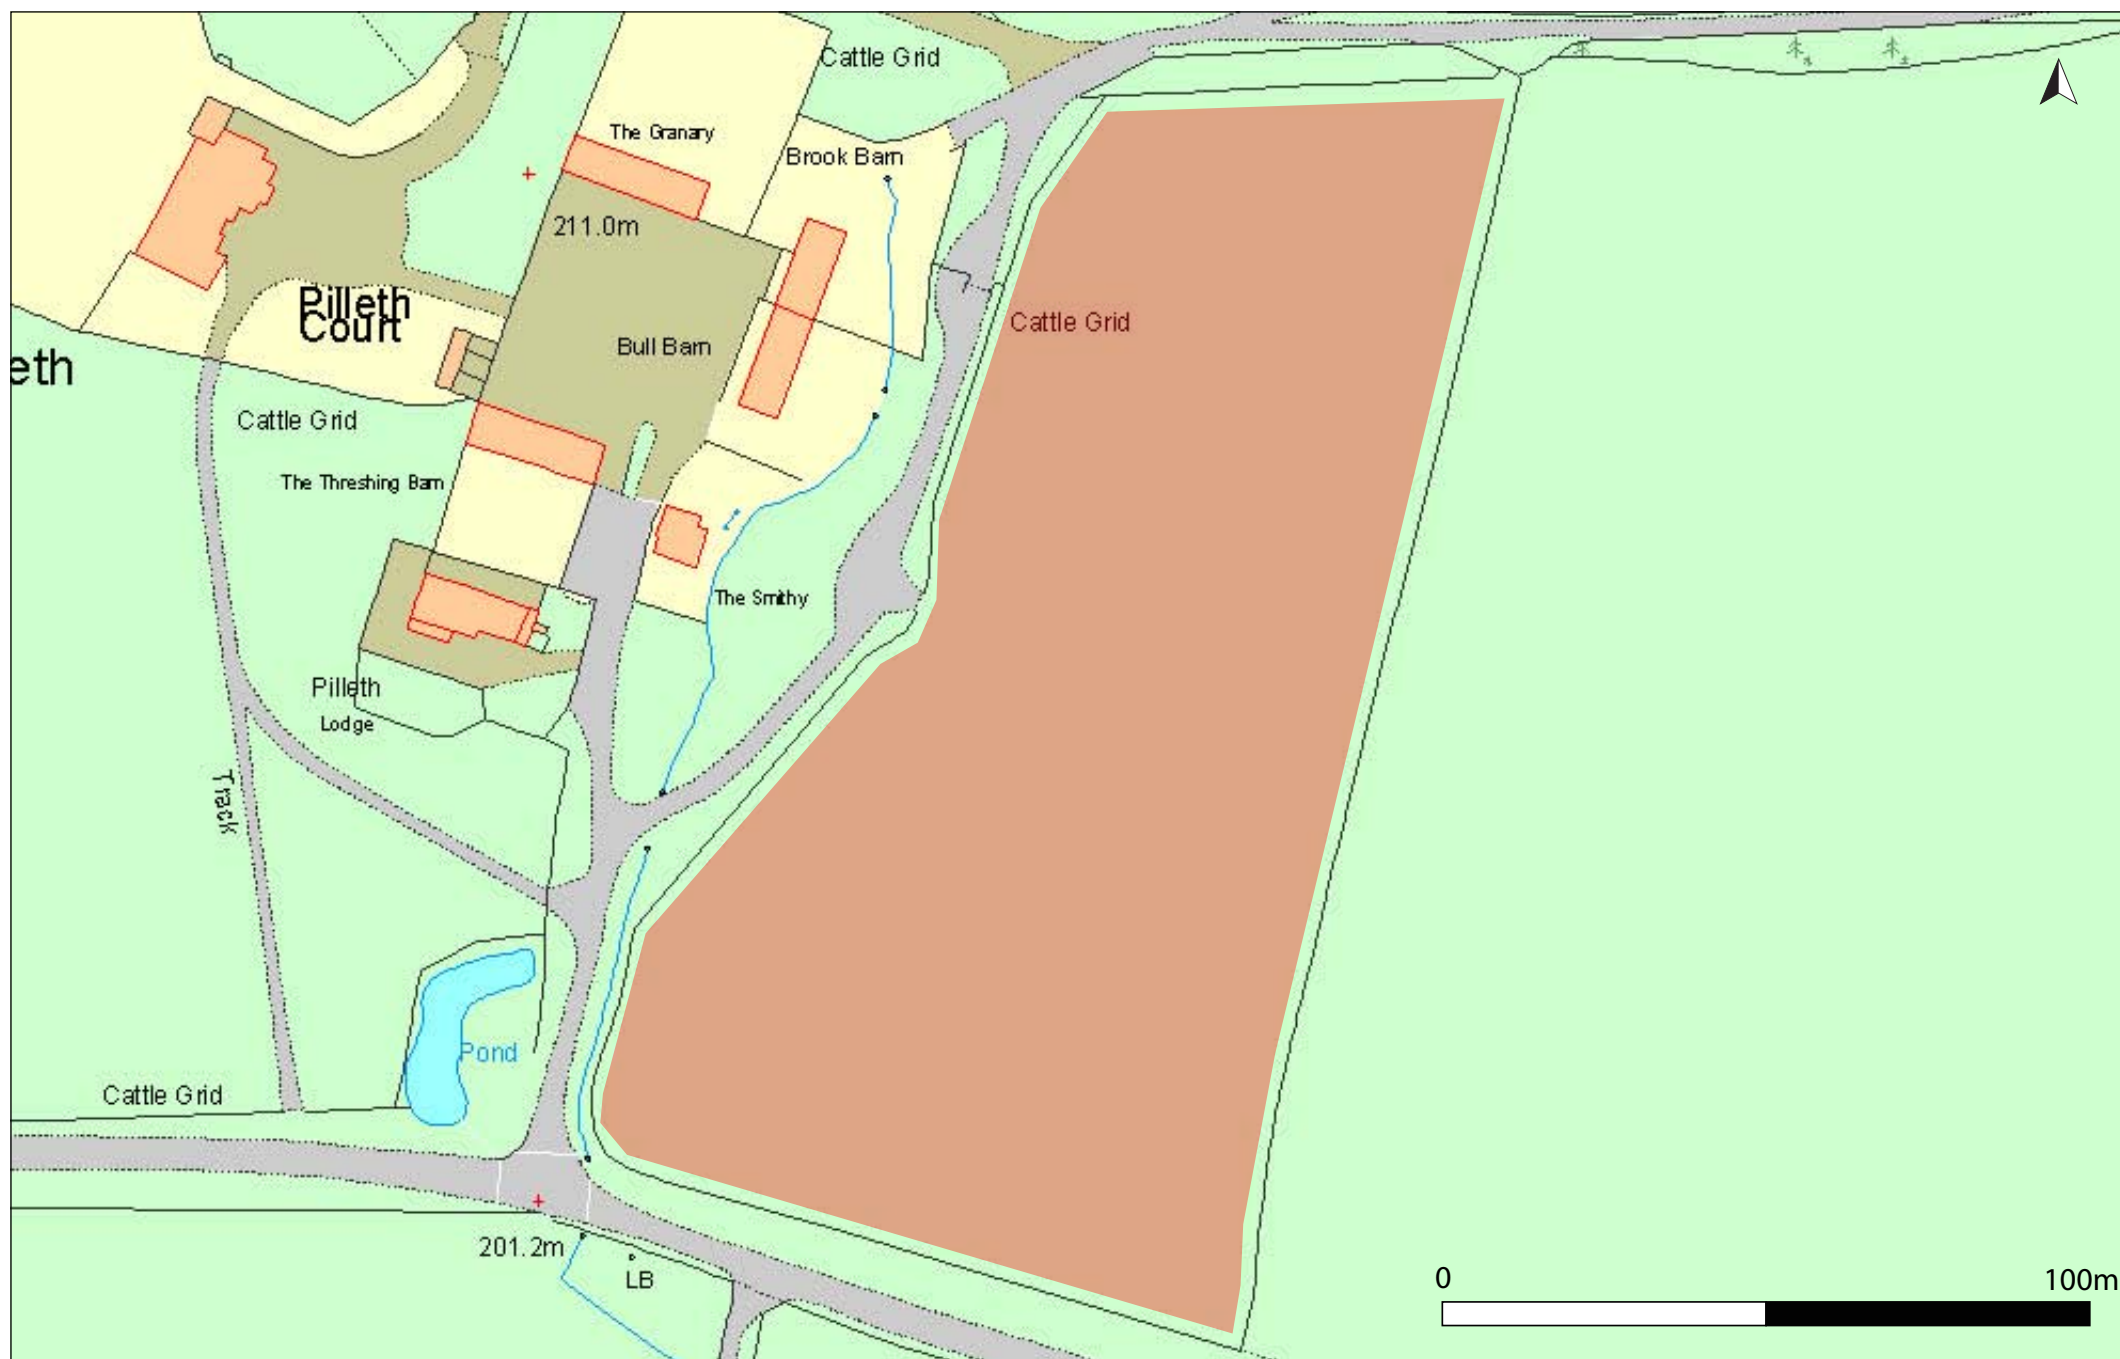 Cattle Grid
The Granary
Brook Barn
211.0m
Pilleth
Court
Cattle Grid
Bull Barn
eth
Cattle Grid
The Threshing Barn
The Smithy
Pilleth
Lodge
Track
Pond
Cattle Grid
201.2m
LB
0
100m